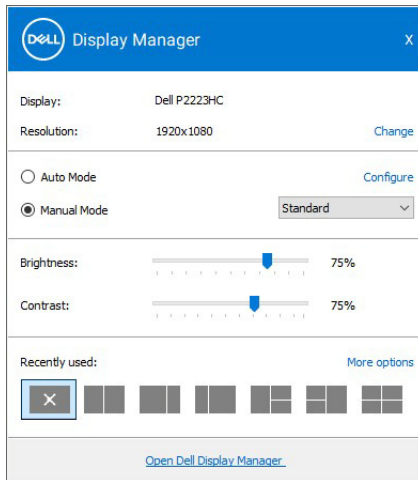 DELL Display Manager X
Display: Dell P2223HC
Resolution: 1920x1080 Change
Auto Mode Configure
Manual Mode Standard
Brightness: 75%
Contrast: 75%
Recently used: More options
Open Dell Display Manager